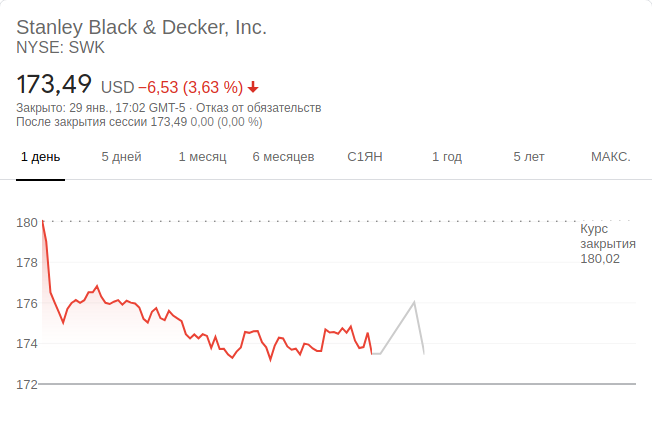 Stanley Black & Decker, Inc.
NYSE: SWK
173,49 USD −6,53 (3,63 %)
Закрыто: 29 янв., 17:02 GMT-5 · Отказ от обязательств
После закрытия сессии 173,49 0,00 (0,00 %)
1 день 5 дней 1 месяц 6 месяцев С1ЯН 1 год 5 лет МАКС.
180
Курс
закрытия
180,02
178
176
174
172